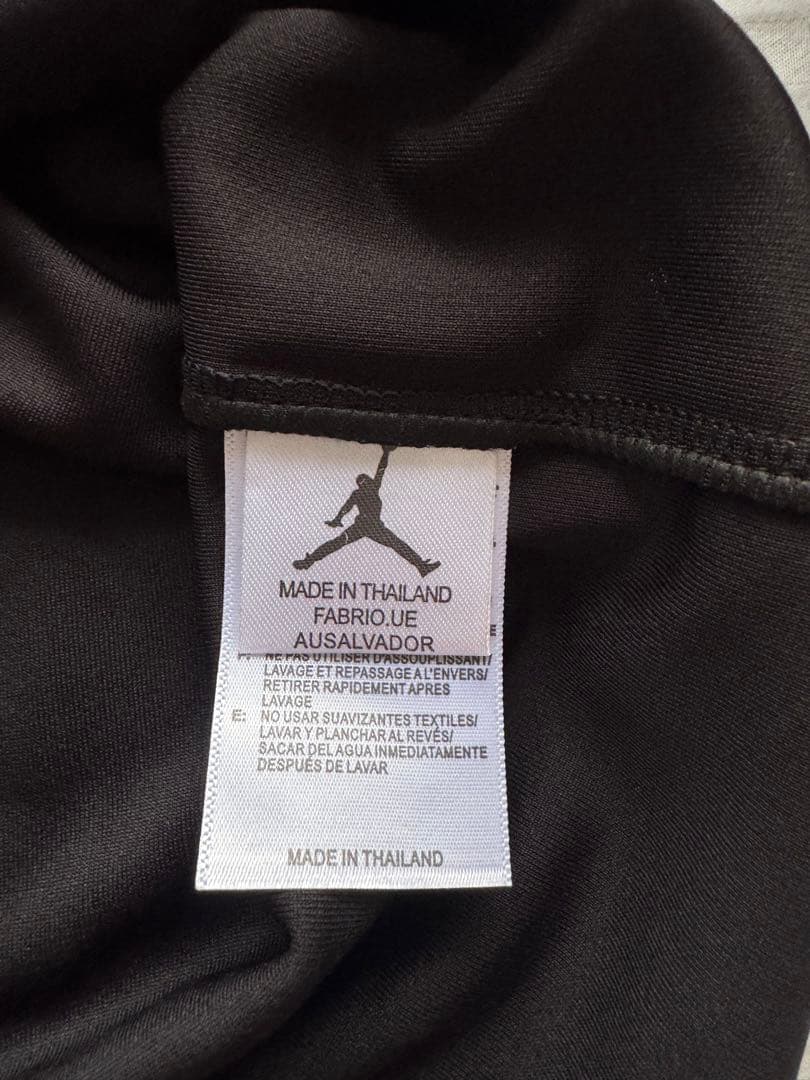 MADE IN THAILAND
FABRIO.UE
AUSALVADOR
E
F: NE PAS UTILISER D'ASSOUPLISSANT/
LAVAGE ET REPASSAGE A L'ENVERS/
RETIRER RAPIDEMENT APRES
LAVAGE
E: NO USAR SUAVIZANTES TEXTILES/
LAVAR Y PLANCHAR AL REVÉS/
SACAR DEL AGUA INMEDIATAMENTE
DESPUÉS DE LAVAR
MADE IN THAILAND